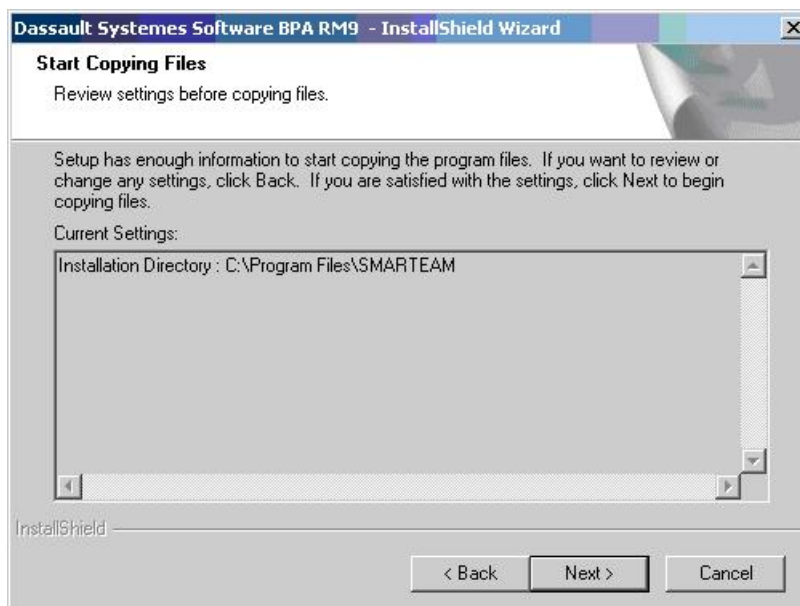 Dassault Systemes Software BPA RM9 - InstallShield Wizard
Start Copying Files
Review settings before copying files.
Setup has enough information to start copying the program files. If you want to review or
change any settings, click Back. If you are satisfied with the settings, click Next to begin
copying files.
Current Settings:
Installation Directory : C:\Program Files\SMARTEAM
InstallShield
< Back
Next >
Cancel